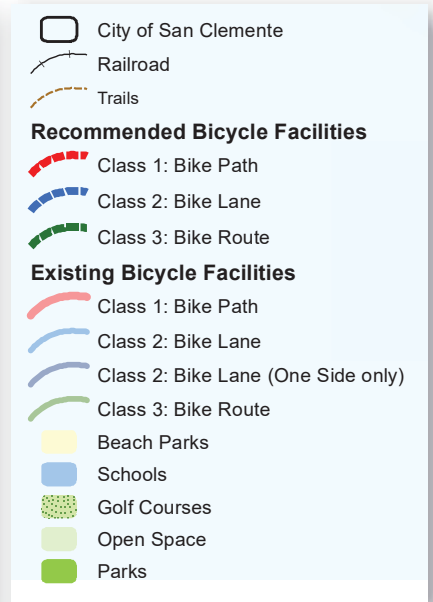 City of San Clemente
Railroad
Trails
Recommended Bicycle Facilities
Class 1: Bike Path
Class 2: Bike Lane
Class 3: Bike Route
Existing Bicycle Facilities
Class 1: Bike Path
Class 2: Bike Lane
Class 2: Bike Lane (One Side only)
Class 3: Bike Route
Beach Parks
Schools
Golf Courses
Open Space
Parks